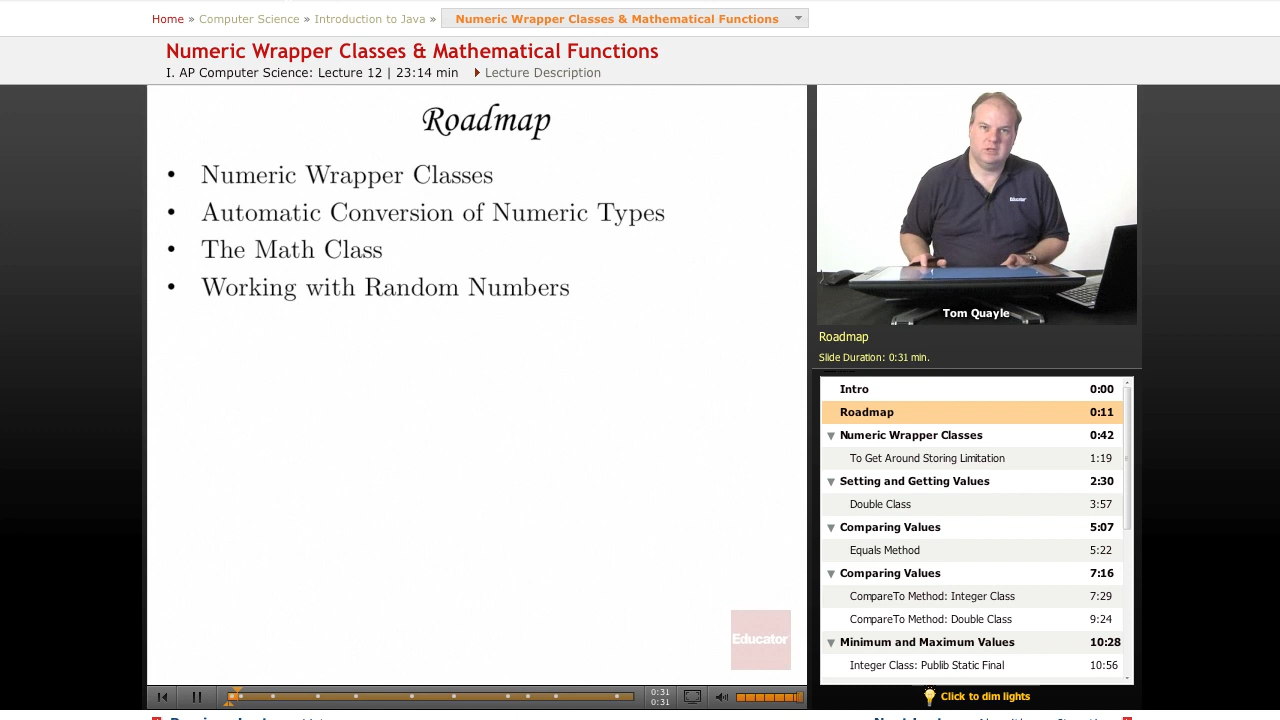 Home » Computer Science » Introduction to Java » Numeric Wrapper Classes & Mathematical Functions
Numeric Wrapper Classes & Mathematical Functions
I. AP Computer Science: Lecture 12 | 23:14 min Lecture Description
Roadmap
• Numeric Wrapper Classes
• Automatic Conversion of Numeric Types
• The Math Class
• Working with Random Numbers
Educator
Educator
Tom Quayle
Roadmap
Slide Duration: 0:31 min.
Intro 0:00
Roadmap 0:11
Numeric Wrapper Classes 0:42
To Get Around Storing Limitation 1:19
Setting and Getting Values 2:30
Double Class 3:57
Comparing Values 5:07
Equals Method 5:22
Comparing Values 7:16
CompareTo Method: Integer Class 7:29
CompareTo Method: Double Class 9:24
Minimum and Maximum Values 10:28
Integer Class: Publib Static Final 10:56
0:31
0:31
Click to dim lights